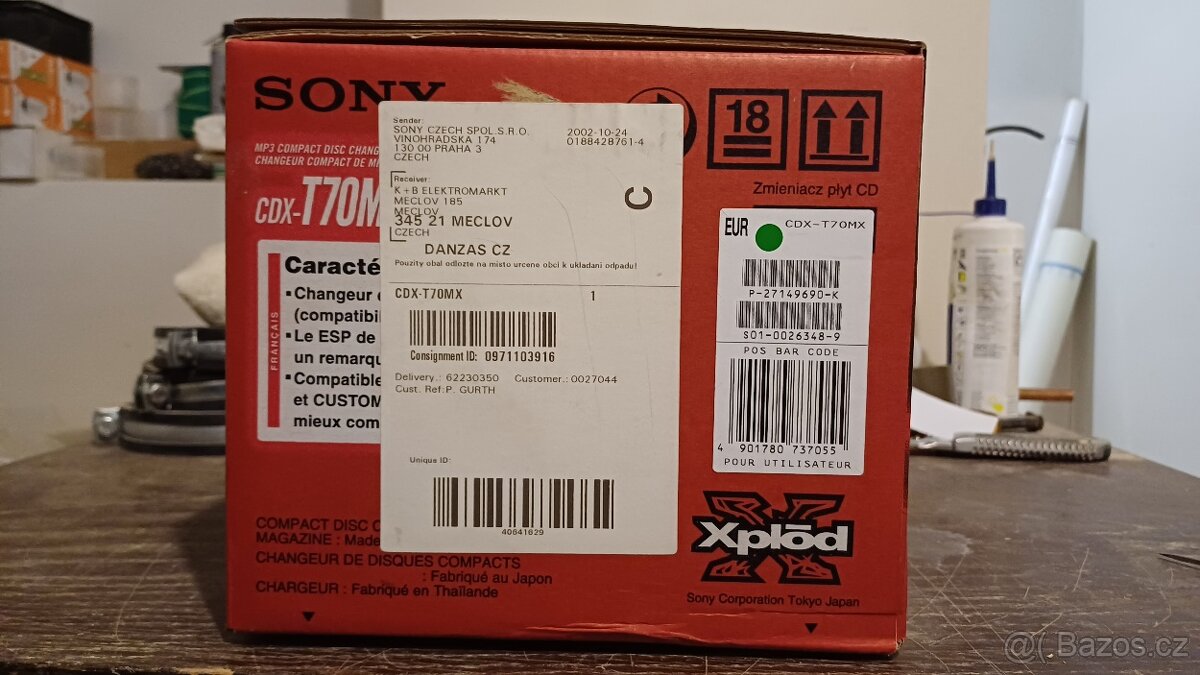 SONY
MP3 COMPACT DISC CHANG
CHANGEUR COMPACT DE MI
CDX-T70M
Caracté
FRANÇAIS
▪Changeur
(compatibi
▪Le ESP de
un remarqu
▪Compatible
et CUSTOM
mieux com
COMPACT DISC C
MAGAZINE : Made
CHANGEUR DE DISQUES COMPACTS
: Fabriqué au Japon
CHARGEUR : Fabriqué en Thaïlande
Sender:
SONY CZECH SPOL.S.R.O.
VINOHRADSKA 174
130 00 PRAHA 3
CZECH
2002-10-24
0188428761-4
Receiver:
K+B ELEKTROMARKT
MECLOV 185
MECLOV
345 21 MECLOV
CZECH
C
DANZAS CZ
Pouzity obal odlozte na misto urcene obci k ukladani odpadu!
CDX-T70MX 1
Consignment ID: 0971103916
Delivery.: 62230350 Customer.:0027044
Cust. Ref:P. GURTH
Unique ID:
40641629
18
Zmieniacz płyt CD
EUR CDX-T70MX
P-27149690-K
S01-0026348-9
POS BAR CODE
4 901780 737055
POUR UTILISATEUR
Xplōd
Sony Corporation Tokyo Japan
@( Bazos.cz